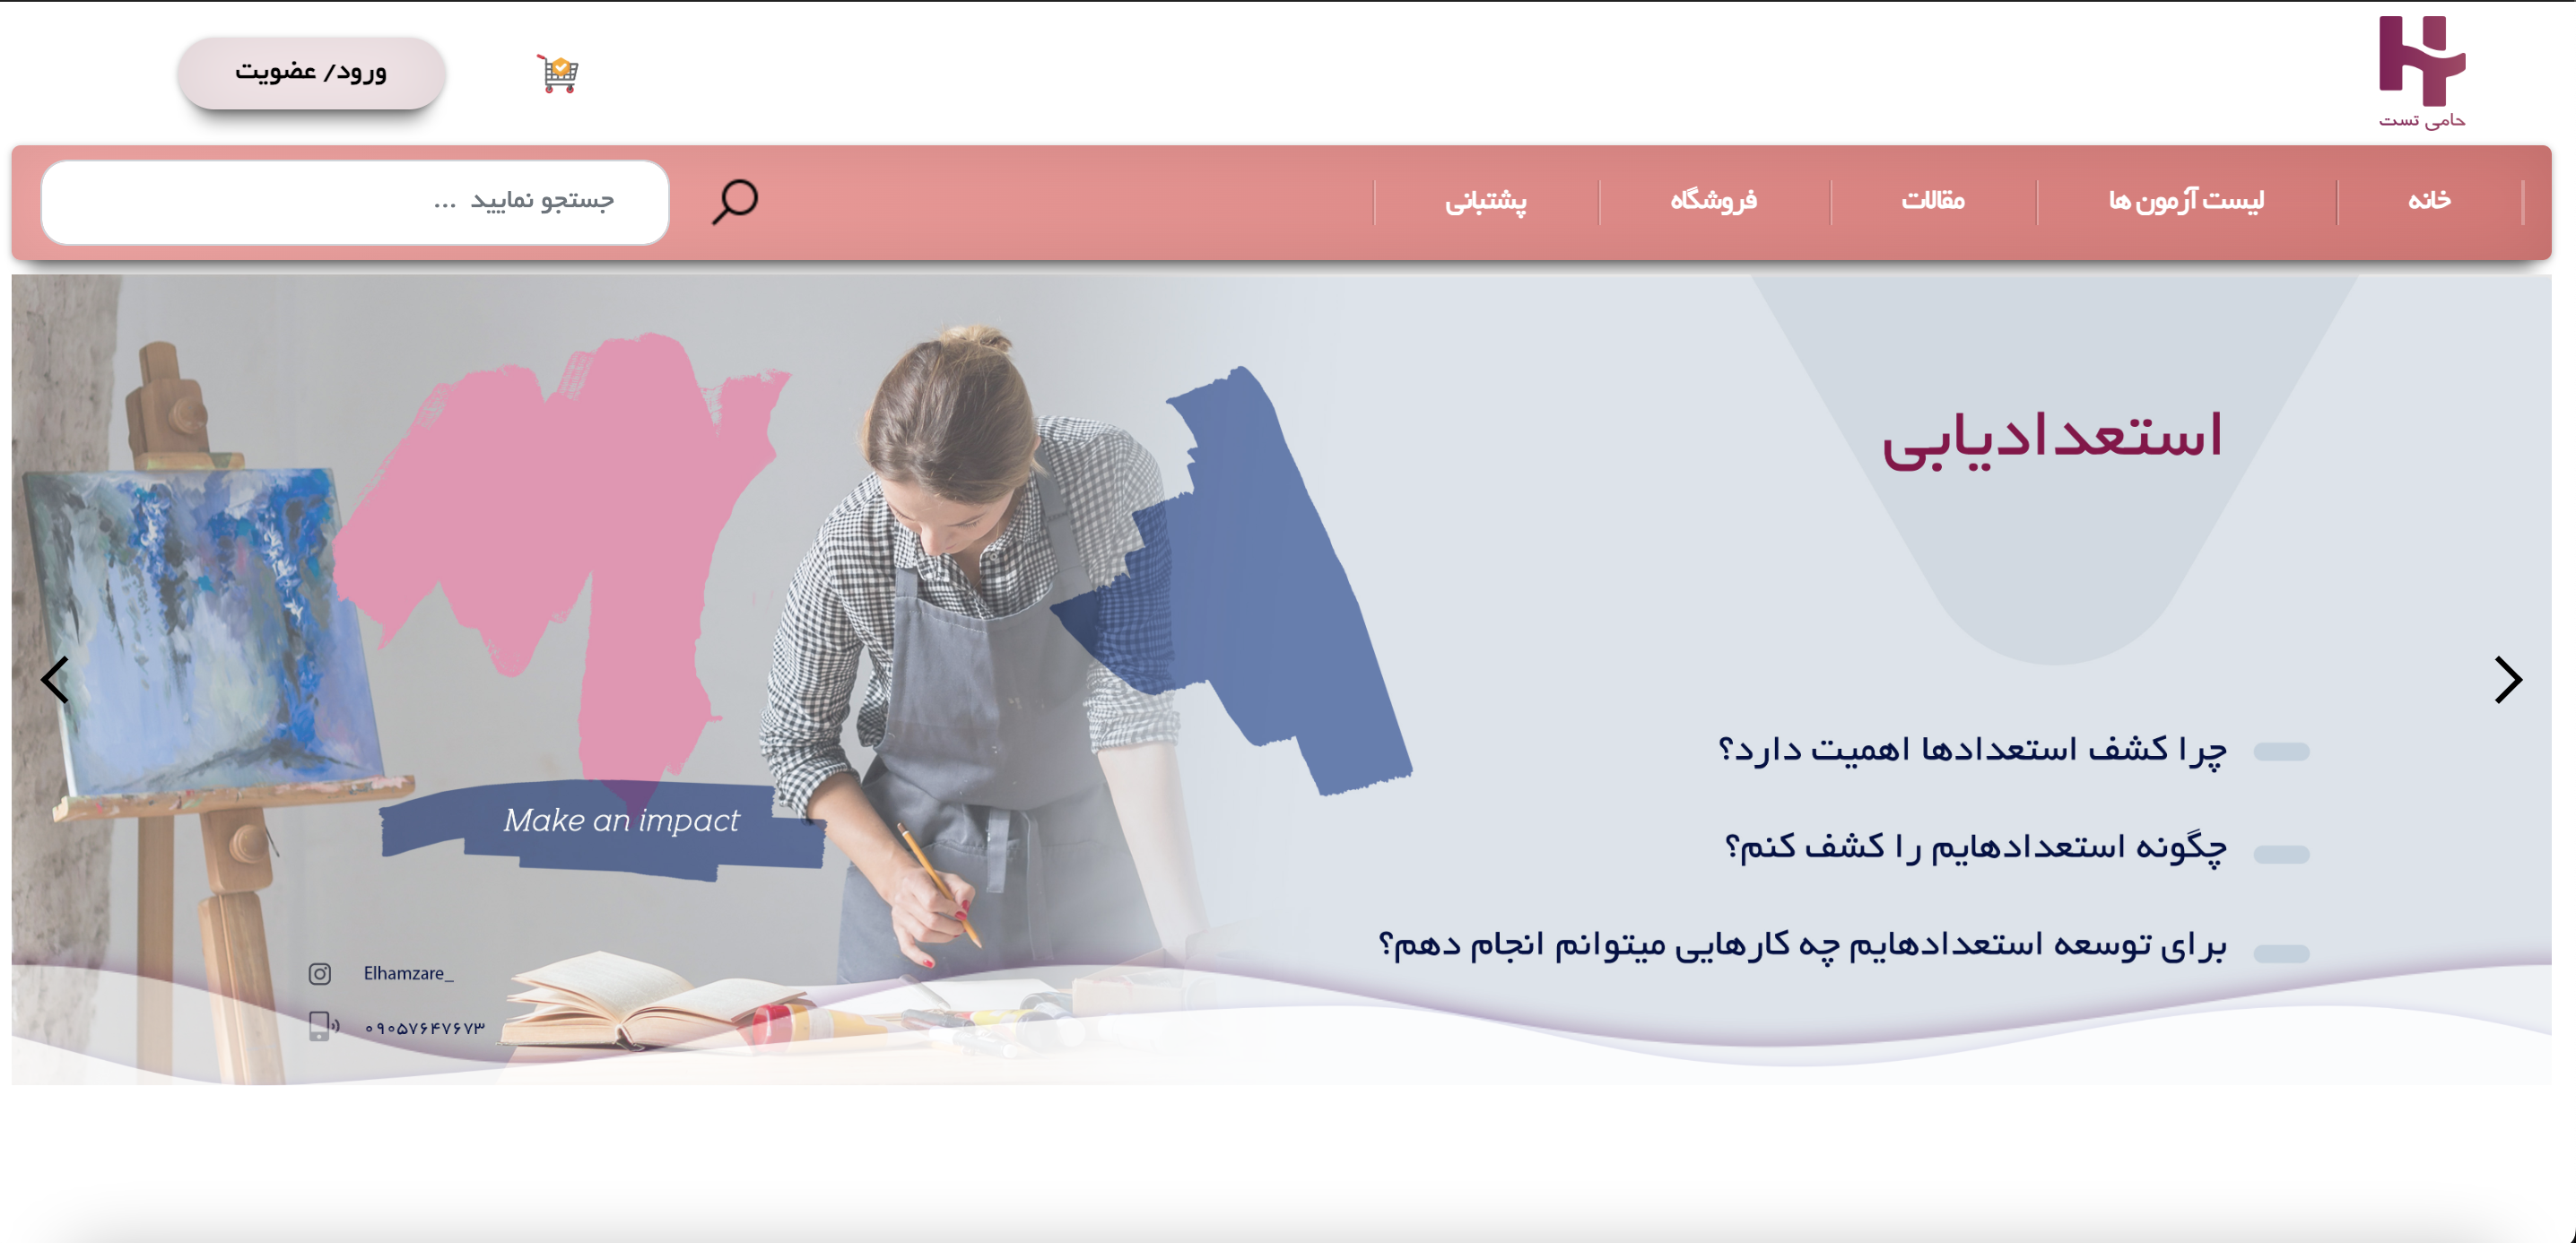 حامی تست
ورود/ عضویت
خانه
لیست آزمون ها
مقالات
فروشگاه
پشتبانی
جستجو نمایید ...
استعدادیابی
چرا کشف استعدادها اهمیت دارد؟
چگونه استعدادهایم را کشف کنم؟
برای توسعه استعدادهایم چه کارهایی میتوانم انجام دهم؟
Make an impact
Elhamzare_
۰۹۰۵۷۶۴۷۶۷۳